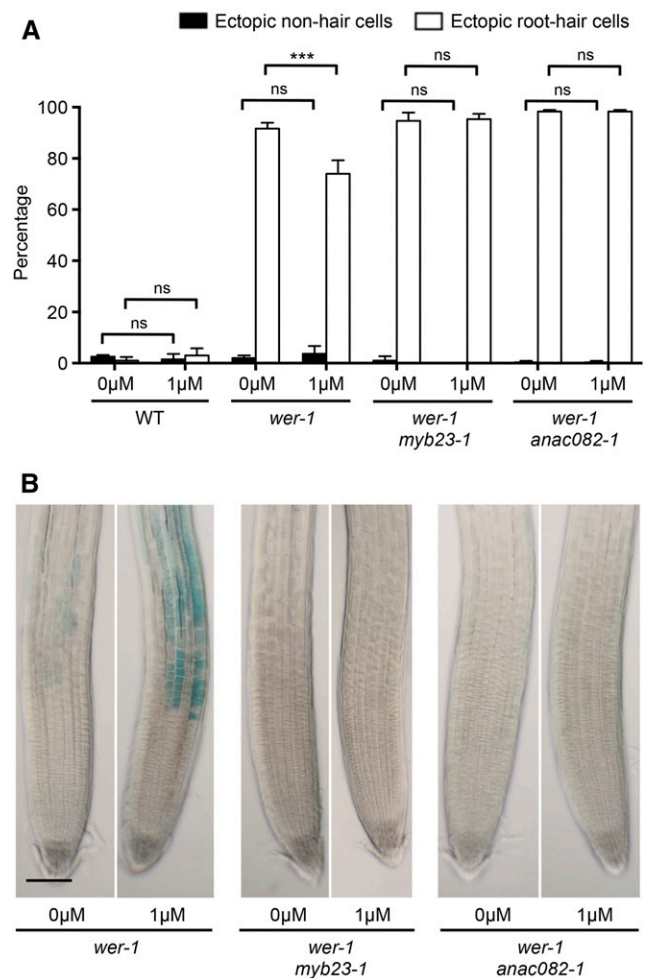 A
Ectopic non-hair cells Ectopic root-hair cells
***
ns
ns
ns
ns
ns
ns
ns
Percentage
100
80
60
40
20
0
0µM 1µM 0µM 1µM 0µM 1µM 0µM 1µM
WT wer-1 wer-1 wer-1
myb23-1 anac082-1
B
0µM 1µM 0µM 1µM 0µM 1µM
wer-1 wer-1 wer-1
myb23-1 anac082-1